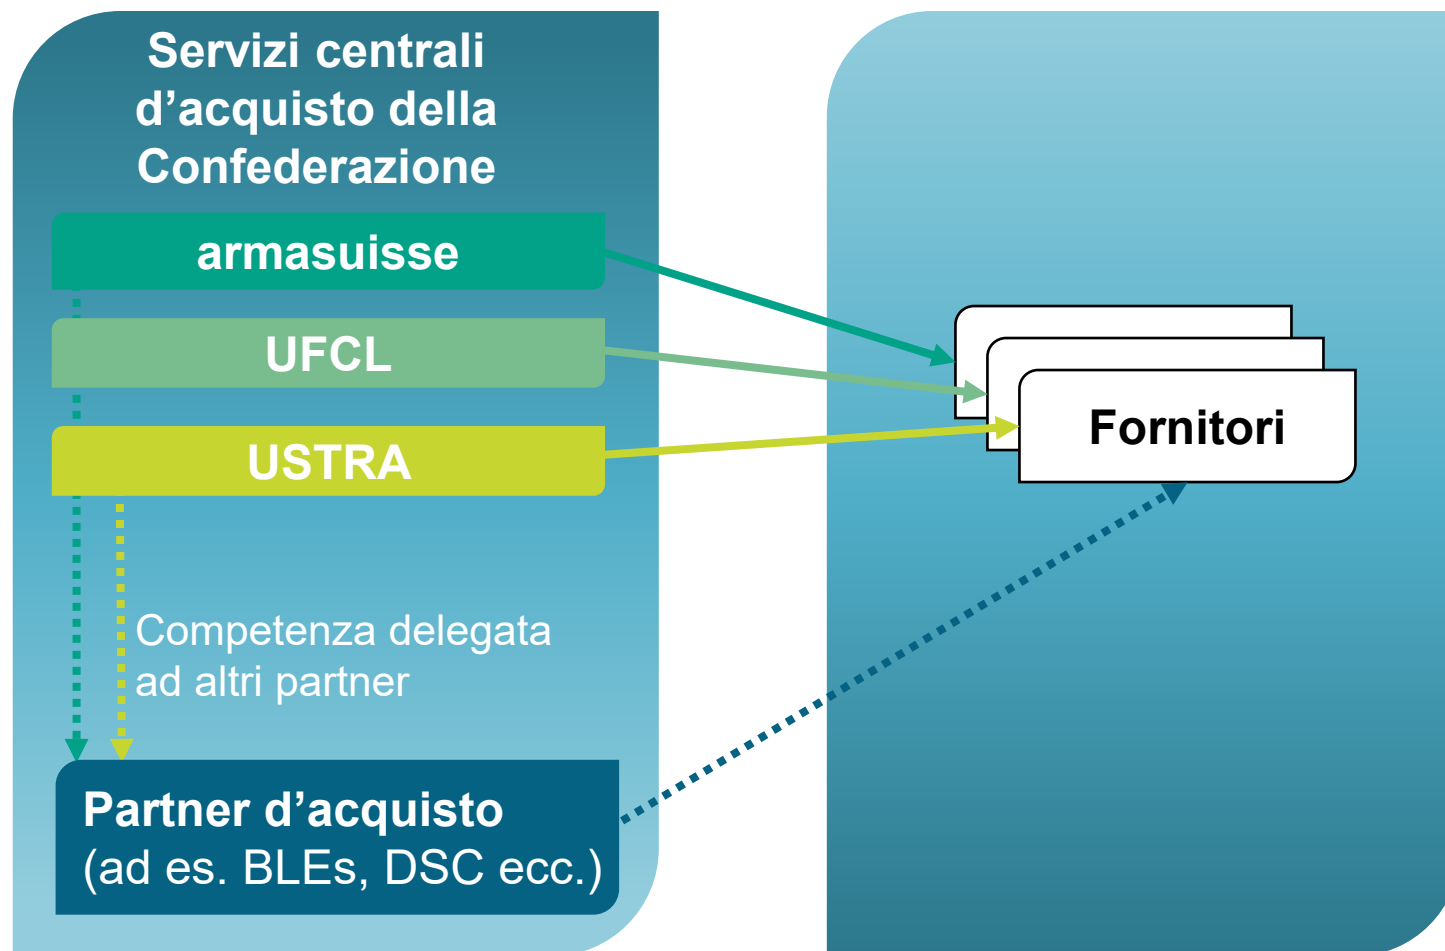 Servizi centrali
d’acquisto della
Confederazione
armasuisse
UFCL
USTRA
Competenza delegata
ad altri partner
Partner d’acquisto
(ad es. BLEs, DSC ecc.)
Fornitori